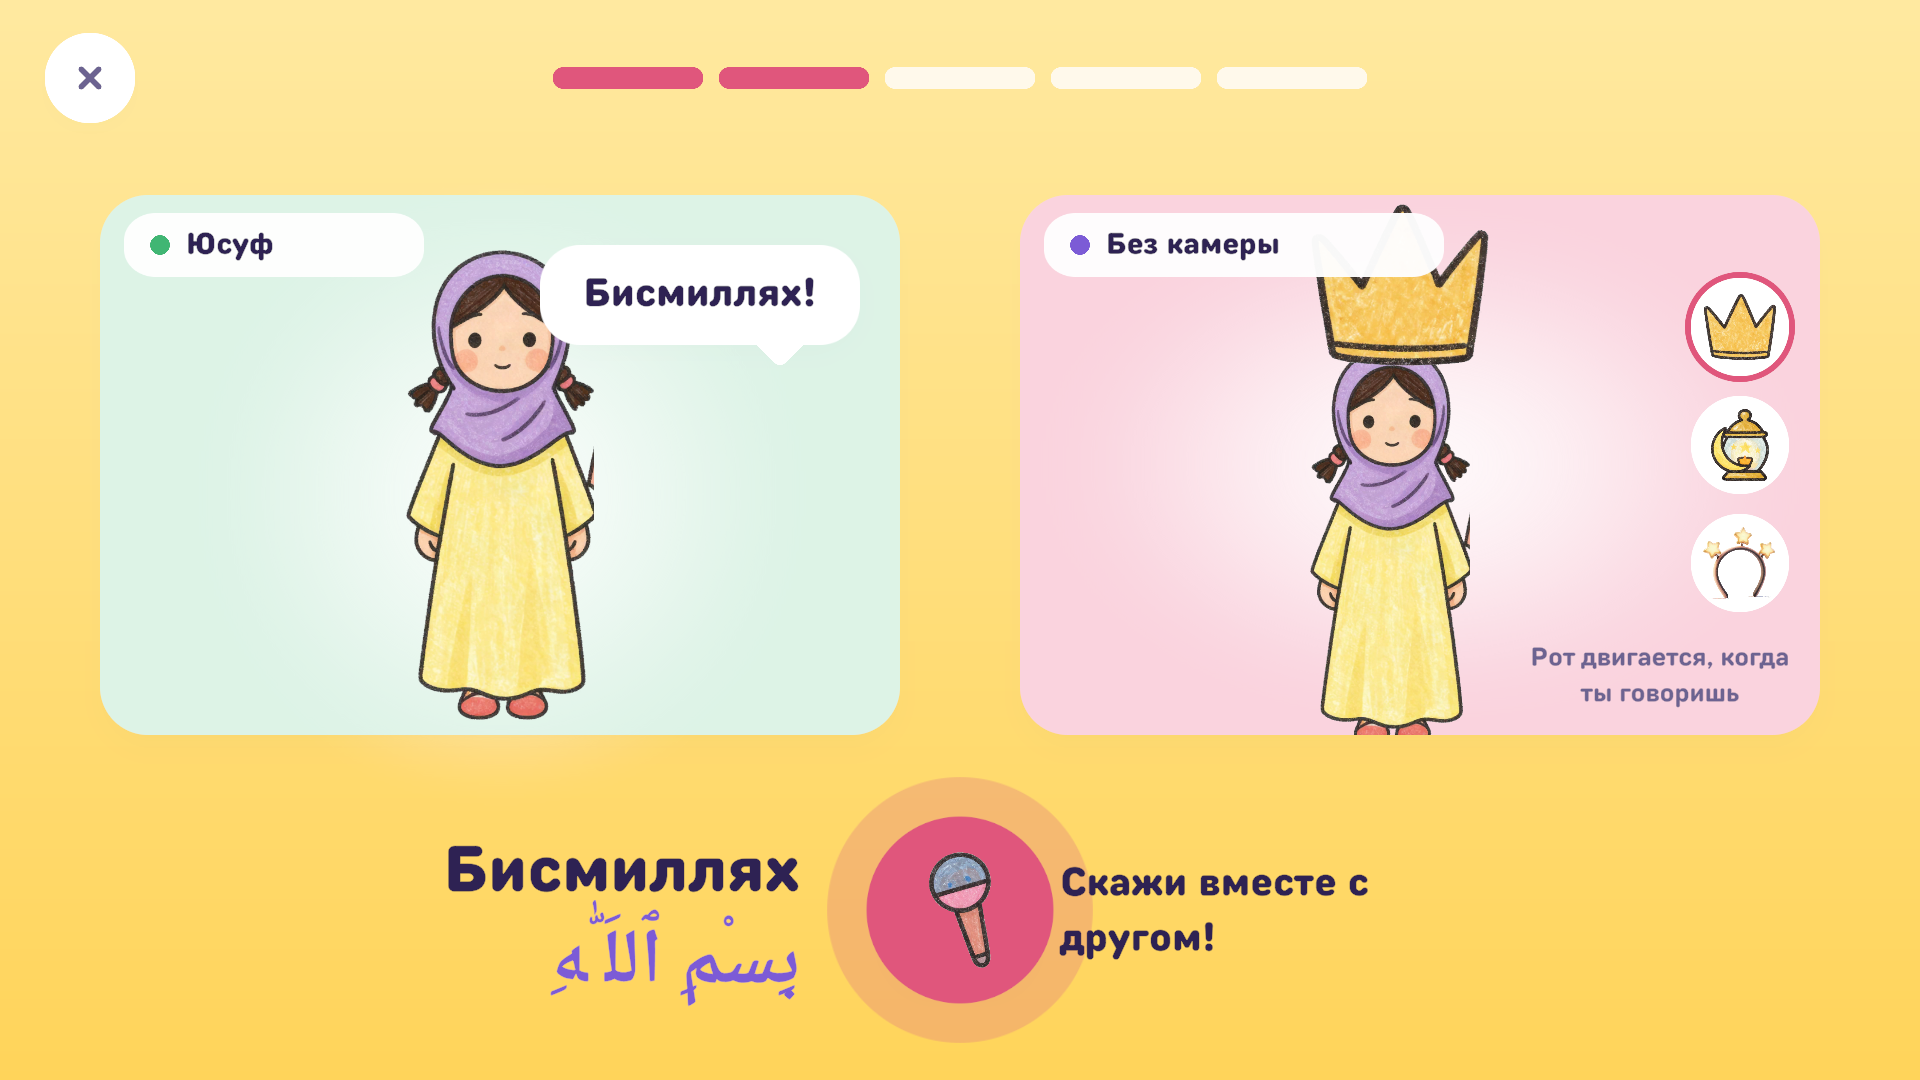 Юсуф
Бисмиллях!
Без камеры
Рот двигается, когда
ты говоришь
Бисмиллях
بِسْمِ ٱللَّهِ
Скажи вместе с
другом!